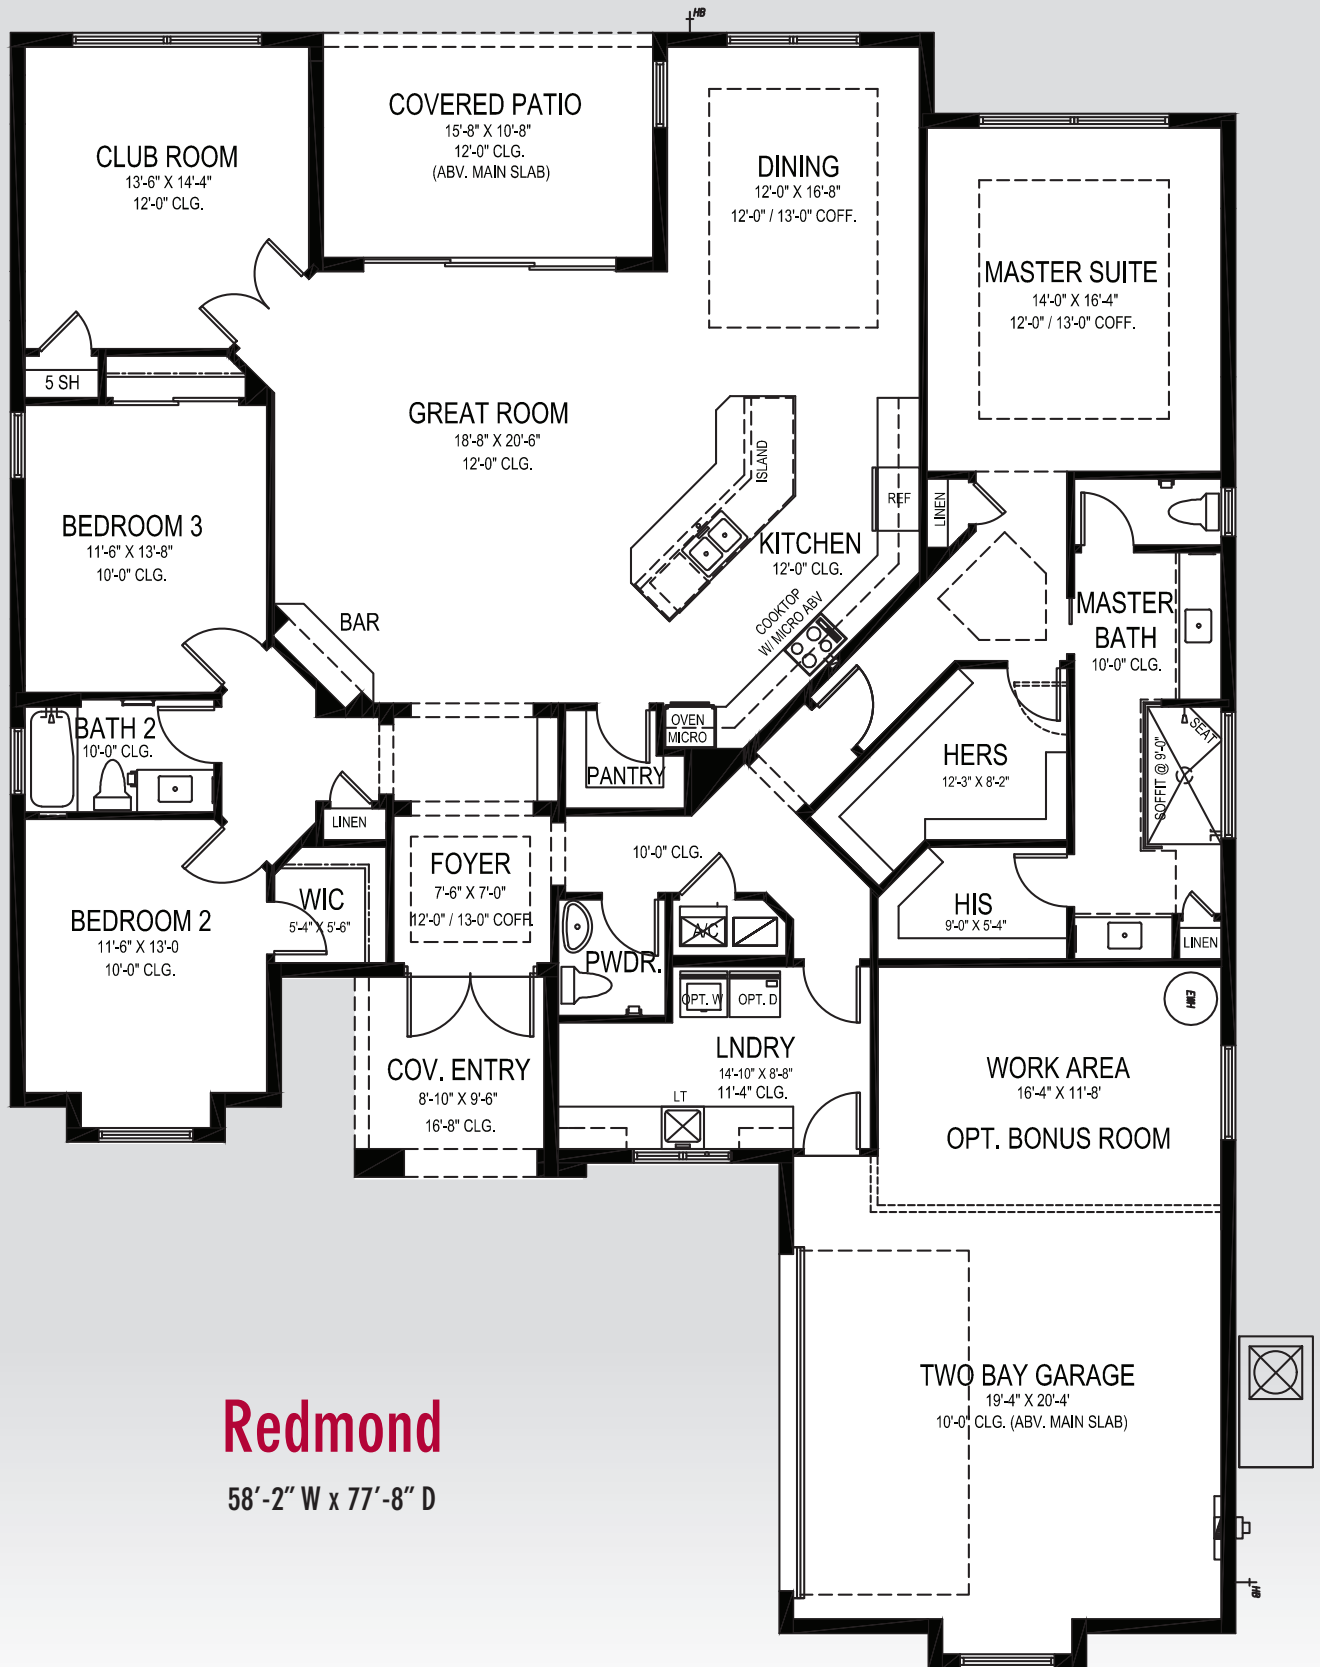 HB
COVERED PATIO
15'-8" X 10'-8"
12'-0" CLG.
(ABV. MAIN SLAB)
CLUB ROOM
13'-6" X 14'-4"
12'-0" CLG.
DINING
12'-0" X 16'-8"
12'-0" / 13'-0" COFF.
MASTER SUITE
14'-0" X 16'-4"
12'-0" / 13'-0" COFF.
5 SH
GREAT ROOM
18'-8" X 20'-6"
12'-0" CLG.
ISLAND
REF
LINEN
BEDROOM 3
11'-6" X 13'-8"
10'-0" CLG.
KITCHEN
12'-0" CLG.
COOKTOP
W/ MICRO ABV
BAR
MASTER
BATH
10'-0" CLG.
BATH 2
10'-0" CLG.
OVEN
MICRO
PANTRY
HERS
12'-3" X 8'-2"
SEAT
SOFFIT @ 9'-0"
LINEN
10'-0" CLG.
FOYER
7'-6" X 7'-0"
12'-0" / 13-0" COFF.
WIC
5'-4" X 5'-6"
BEDROOM 2
11'-6" X 13'-0
10'-0" CLG.
HIS
9'-0" X 5'-4"
LINEN
A/C
PWDR.
OPT. W
OPT. D
EWH
LNDRY
14'-10" X 8'-8"
11'-4" CLG.
LT
COV. ENTRY
8'-10" X 9'-6"
16'-8" CLG.
WORK AREA
16'-4" X 11'-8'
OPT. BONUS ROOM
TWO BAY GARAGE
19'-4" X 20'-4'
10'-0" CLG. (ABV. MAIN SLAB)
HB
Redmond
58'-2" W x 77'-8" D